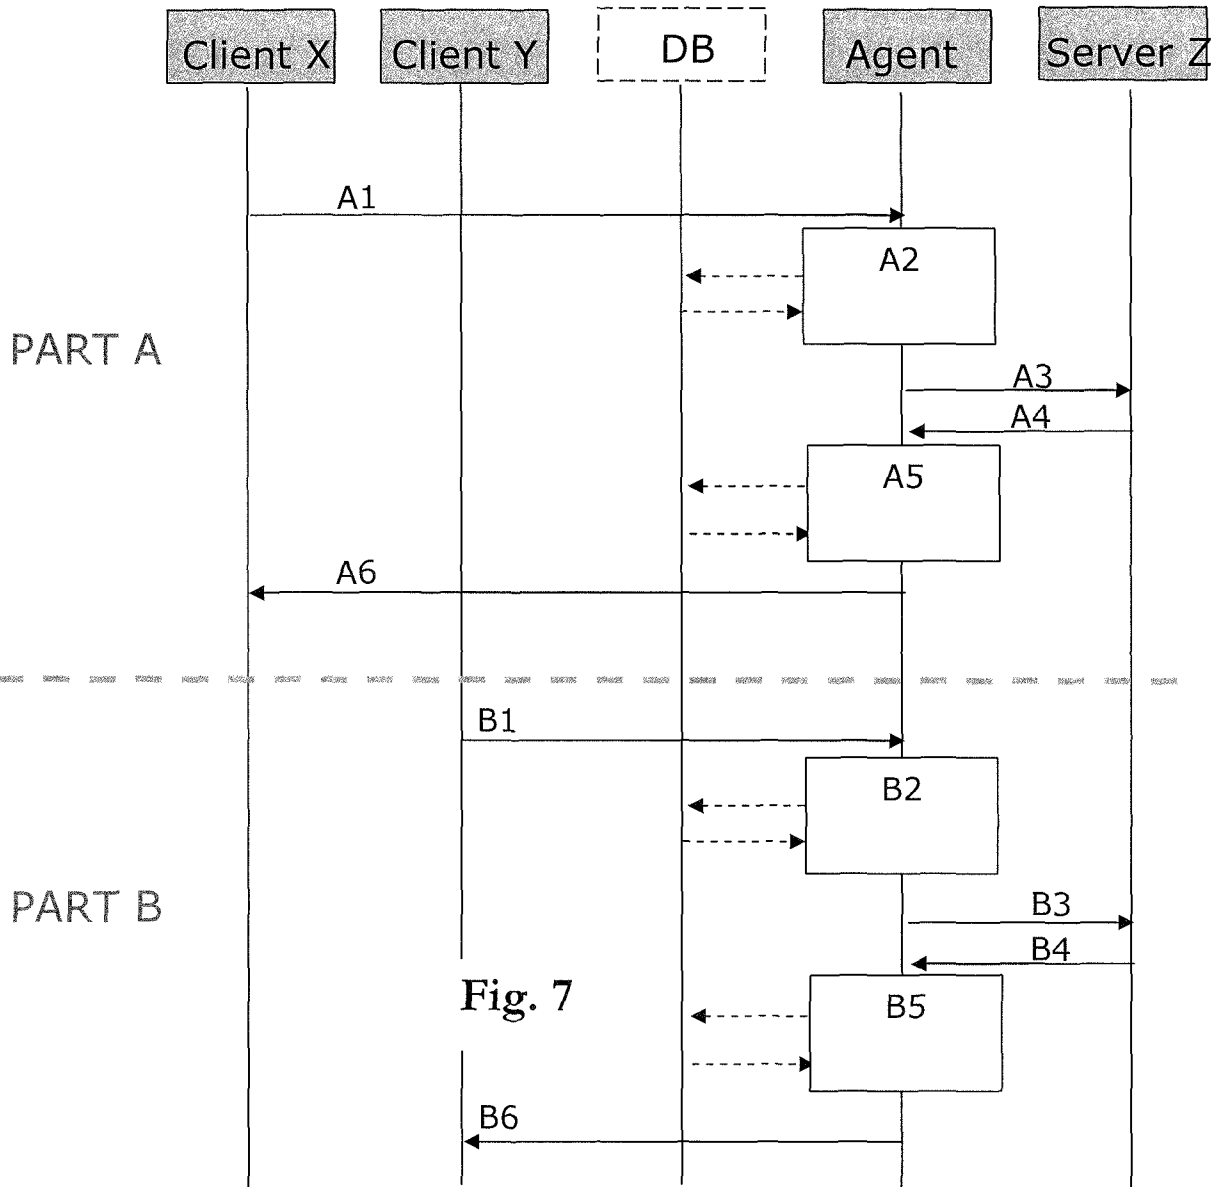 Client X
Client Y
DB
Agent
Server Z
A1
A2
PART A
A3
A4
A5
A6
B1
B2
PART B
B3
B4
Fig. 7
B5
B6